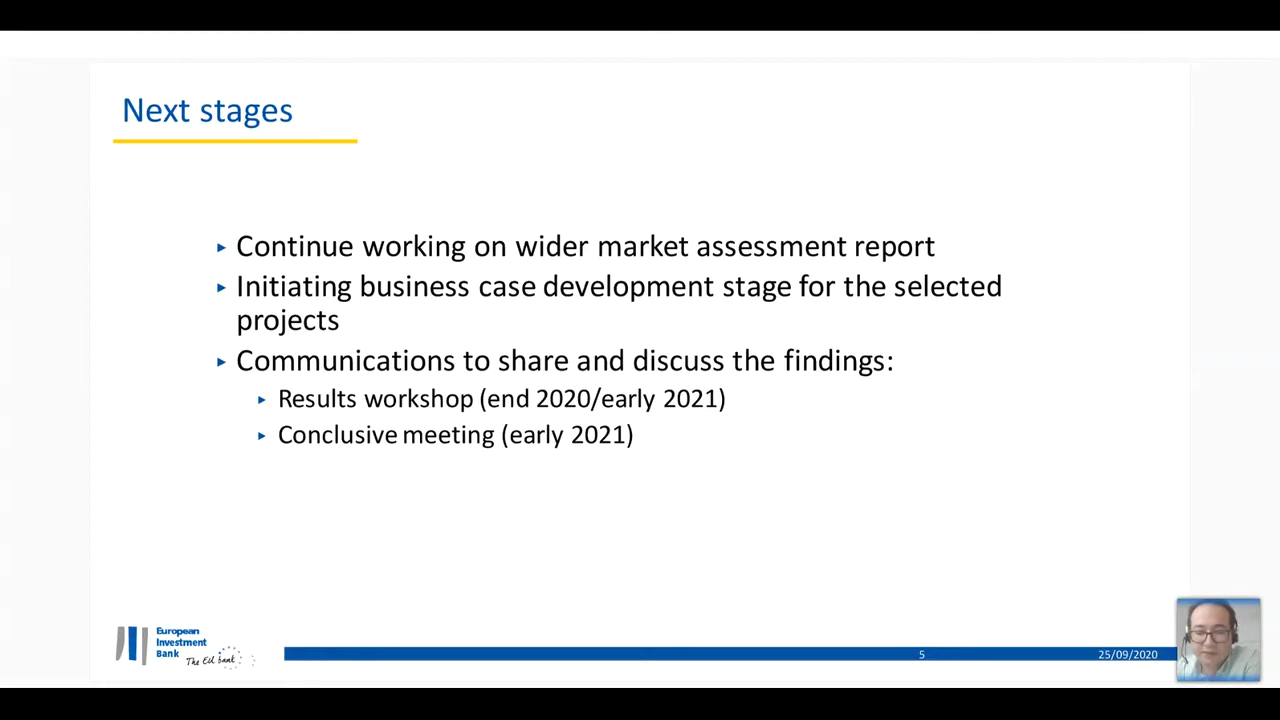 Next stages
Continue working on wider market assessment report
Initiating business case development stage for the selected
projects
Communications to share and discuss the findings:
Results workshop (end 2020/early 2021)
Conclusive meeting (early 2021)
European
Investment
Bank
The EU bank
5
25/09/2020